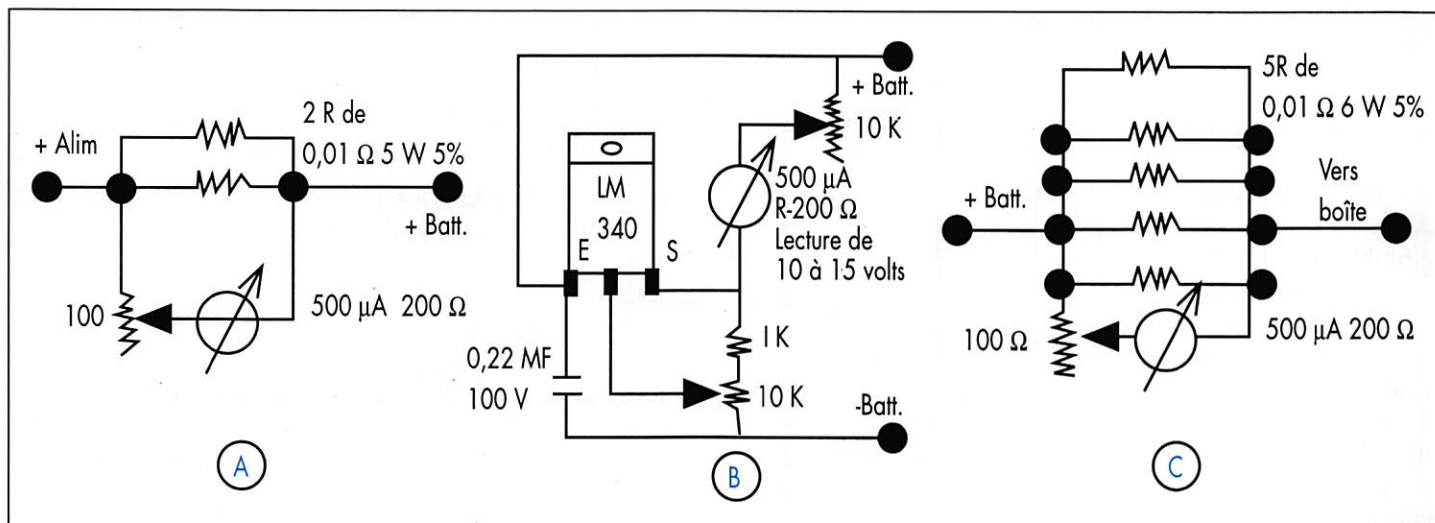 2 R de
0,01 Ω 5 W 5%
+ Alim
+ Batt.
100
500 µA 200 Ω
A
+ Batt.
10 K
LM
340
E
S
500 µA
R-200 Ω
Lecture de
10 à 15 volts
0,22 MF
100 V
1K
10 K
-Batt.
B
5R de
0,01 Ω 6 W 5%
+ Batt.
Vers
boîte
100 Ω
500 µA 200 Ω
C